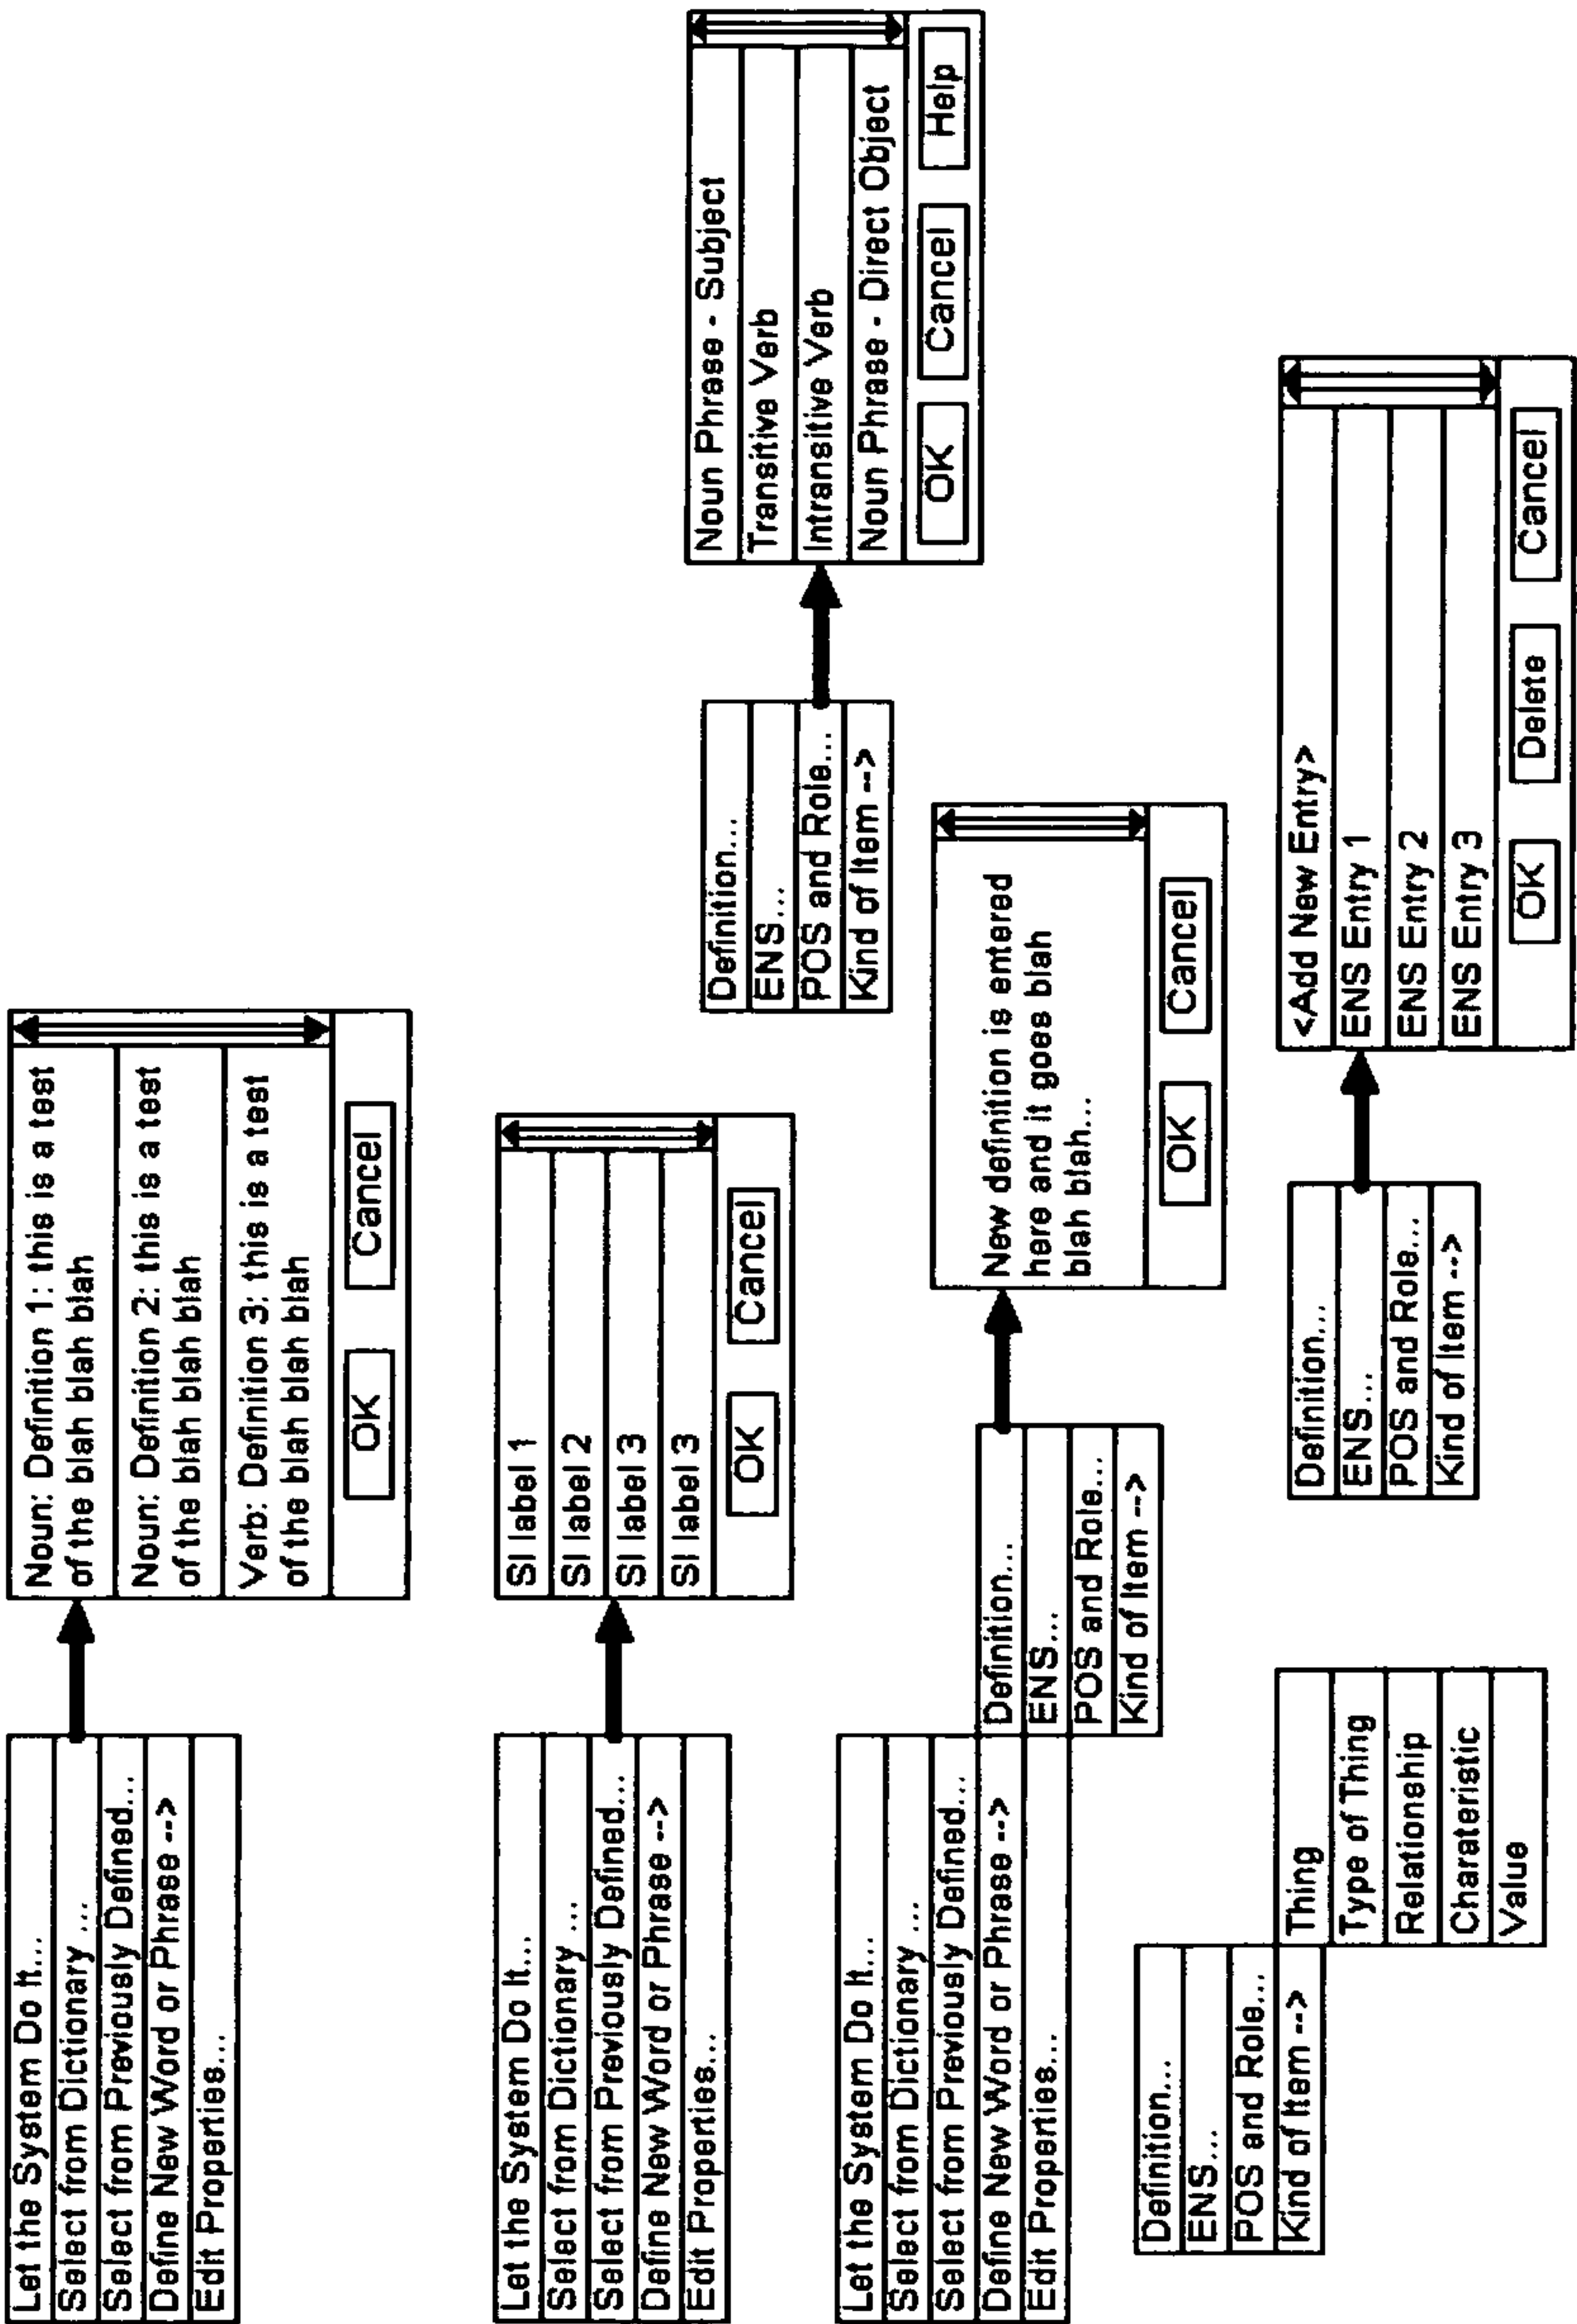 Let the System Do It...
Select from Dictionary ...
Select from Previously Defined...
Define New Word or Phrase -->
Edit Properties...
Noun: Definition 1: this is a test
of the blah blah blah
Noun: Definition 2: this is a test
of the blah blah blah
Verb: Definition 3: this is a test
of the blah blah blah
OK
Cancel
Let the System Do It...
Select from Dictionary ...
Select from Previously Defined...
Define New Word or Phrase -->
Edit Properties...
SI label 1
SI label 2
SI label 3
SI label 3
OK
Cancel
Definition...
ENS...
POS and Role...
Kind of Item -->
Noun Phrase - Subject
Transitive Verb
Intransitive Verb
Noun Phrase - Direct Object
OK
Cancel
Help
Let the System Do It...
Select from Dictionary ...
Select from Previously Defined...
Define New Word or Phrase -->
Edit Properties...
Definition...
ENS...
POS and Role...
Kind of Item -->
New definition is entered
here and it goes blah
blah blah...
OK
Cancel
Definition...
ENS...
POS and Role...
Kind of Item -->
Thing
Type of Thing
Relationship
Charateristic
Value
Definition...
ENS...
POS and Role...
Kind of Item -->
<Add New Entry>
ENS Entry 1
ENS Entry 2
ENS Entry 3
OK
Delete
Cancel